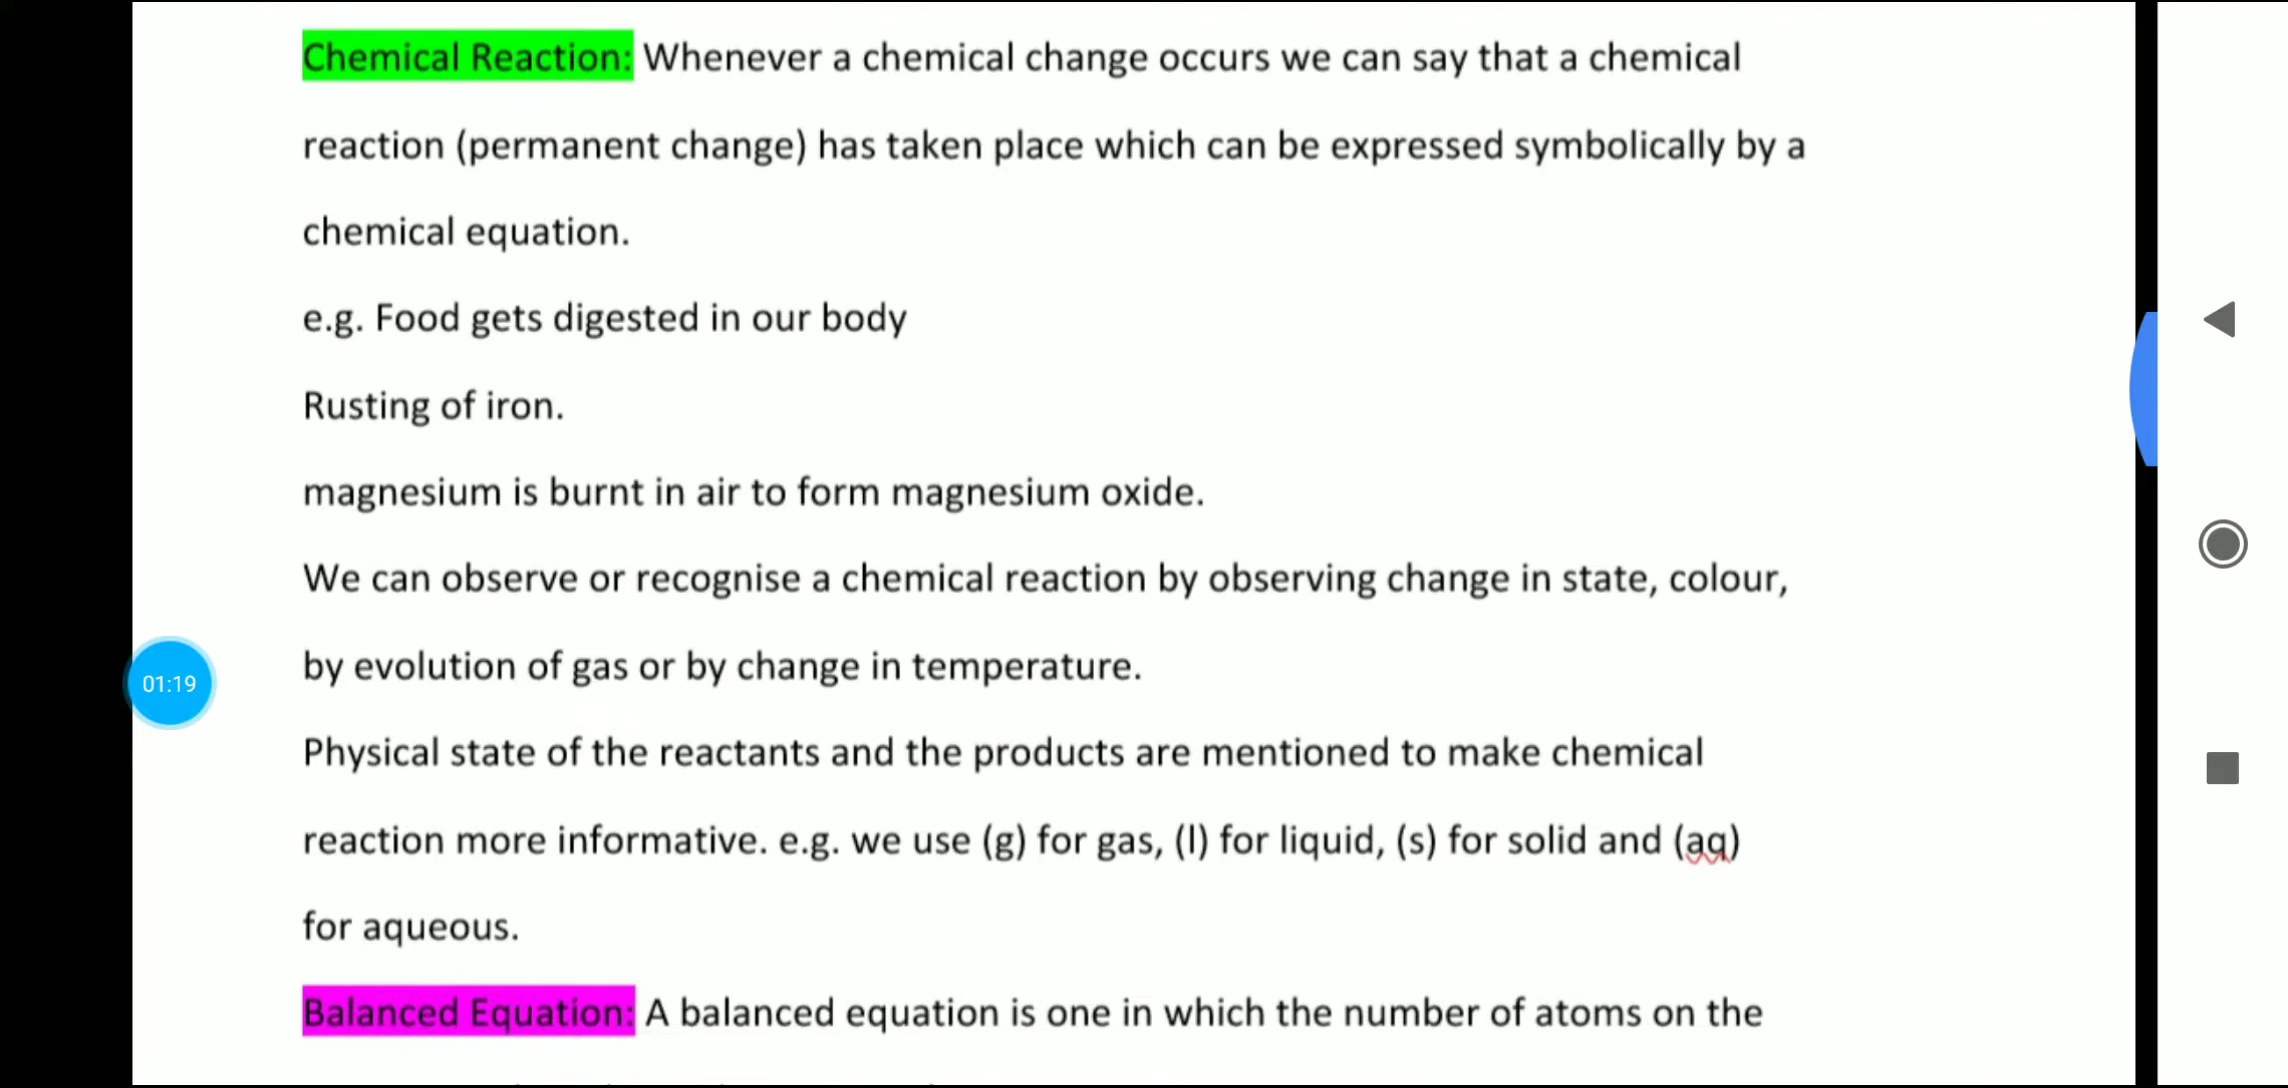 Chemical Reaction: Whenever a chemical change occurs we can say that a chemical
reaction (permanent change) has taken place which can be expressed symbolically by a
chemical equation.
e.g. Food gets digested in our body
Rusting of iron.
magnesium is burnt in air to form magnesium oxide.
We can observe or recognise a chemical reaction by observing change in state, colour,
by evolution of gas or by change in temperature.
01:19
Physical state of the reactants and the products are mentioned to make chemical
reaction more informative. e.g. we use (g) for gas, (l) for liquid, (s) for solid and (aq)
for aqueous.
Balanced Equation: A balanced equation is one in which the number of atoms on the